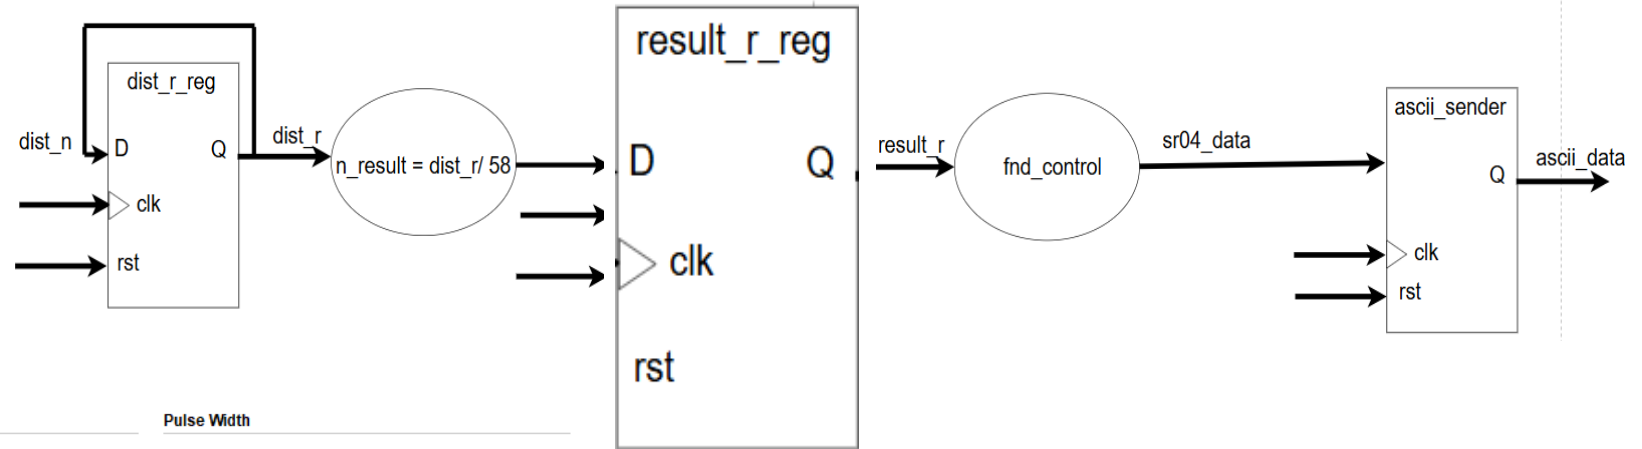 dist_r_reg
dist_n
D
Q
clk
rst
dist_r
n_result = dist_r/ 58
result_r_reg
D
Q
clk
rst
result_r
fnd_control
sr04_data
ascii_sender
Q
clk
rst
ascii_data
Pulse Width